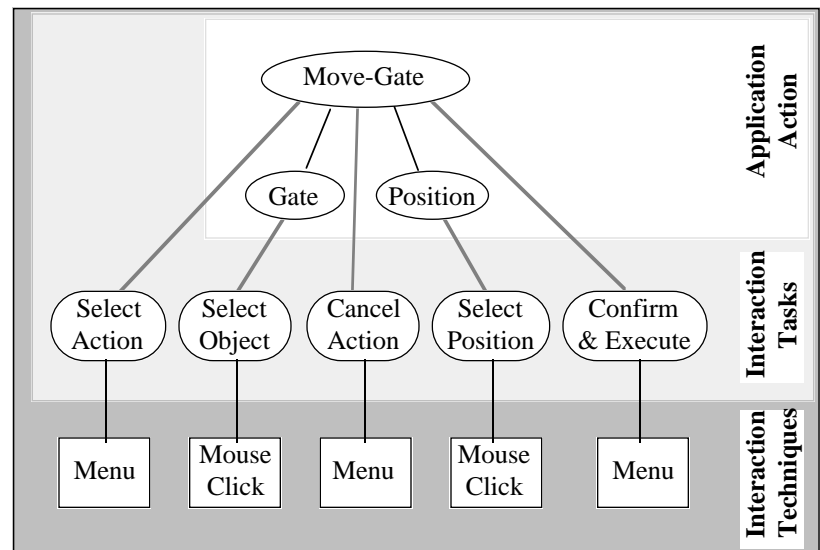 Move-Gate
Gate
Position
Application
Action
Select
Action
Select
Object
Cancel
Action
Select
Position
Confirm
& Execute
Interaction
Tasks
Menu
Mouse
Click
Menu
Mouse
Click
Menu
Interaction
Techniques